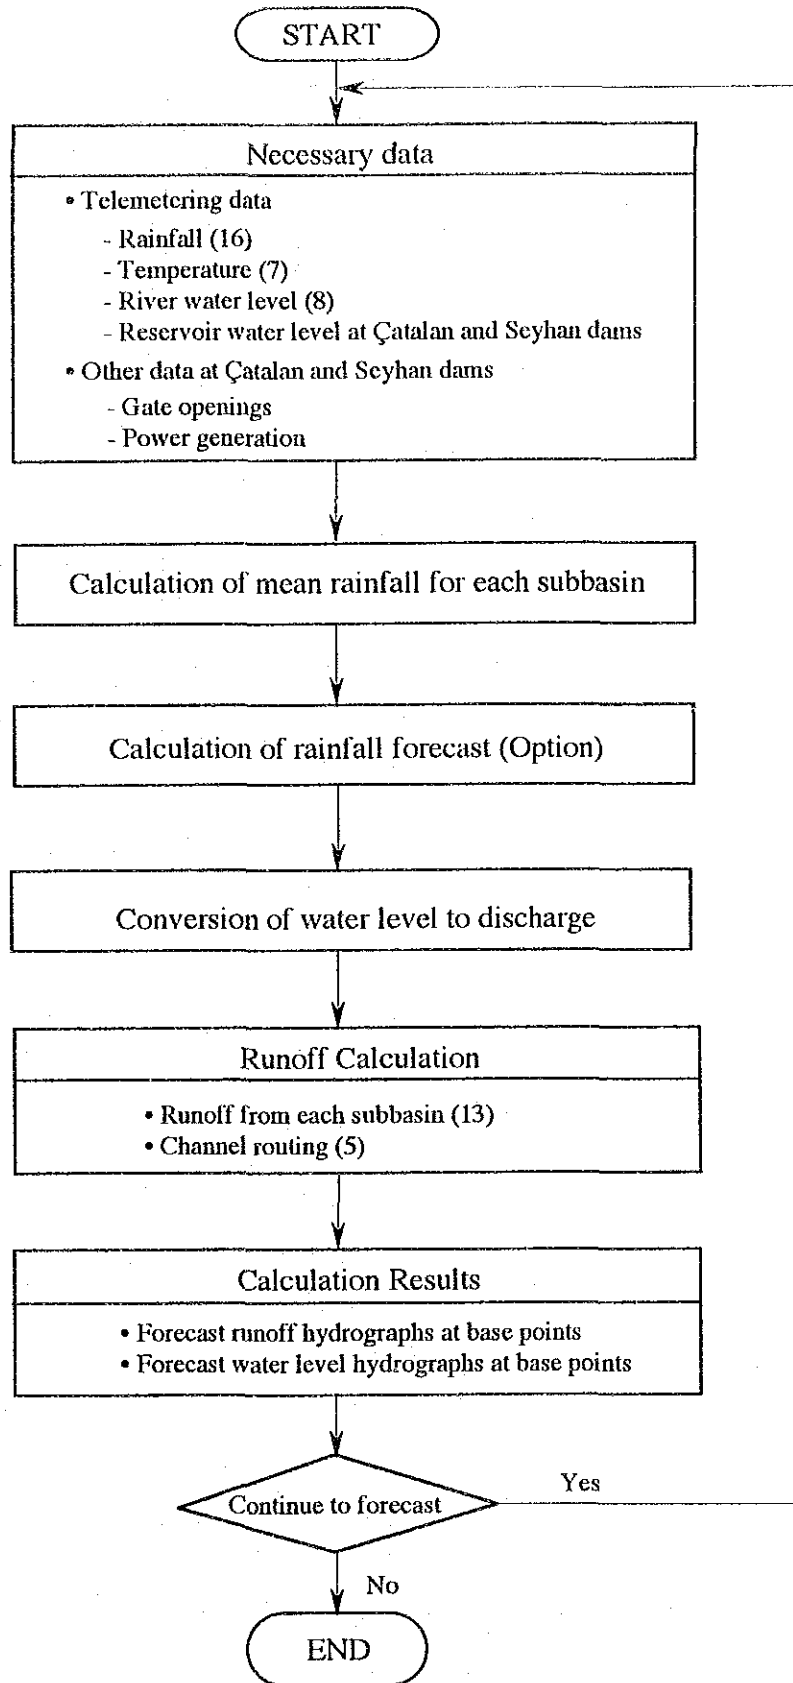 START
Necessary data
• Telemetering data
- Rainfall (16)
- Temperature (7)
- River water level (8)
- Reservoir water level at Çatalan and Seyhan dams
• Other data at Çatalan and Seyhan dams
- Gate openings
- Power generation
Calculation of mean rainfall for each subbasin
Calculation of rainfall forecast (Option)
Conversion of water level to discharge
Runoff Calculation
• Runoff from each subbasin (13)
• Channel routing (5)
Calculation Results
• Forecast runoff hydrographs at base points
• Forecast water level hydrographs at base points
Continue to forecast
Yes
No
END